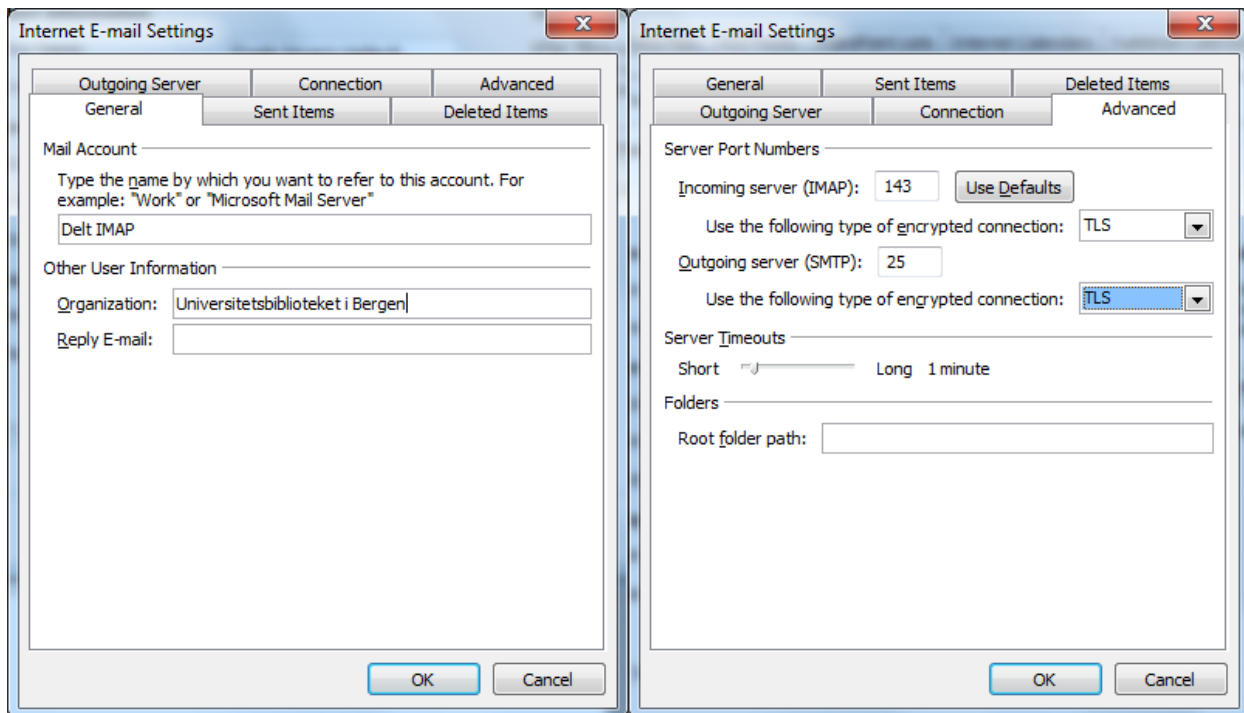 Internet E-mail Settings
Outgoing Server Connection Advanced
General Sent Items Deleted Items
Mail Account
Type the name by which you want to refer to this account. For
example: "Work" or "Microsoft Mail Server"
Delt IMAP
Other User Information
Organization: Universitetsbiblioteket i Bergen
Reply E-mail:
OK Cancel
Internet E-mail Settings
General Sent Items Deleted Items
Outgoing Server Connection Advanced
Server Port Numbers
Incoming server (IMAP): 143 Use Defaults
Use the following type of encrypted connection: TLS
Outgoing server (SMTP): 25
Use the following type of encrypted connection: TLS
Server Timeouts
Short Long 1 minute
Folders
Root folder path:
OK Cancel